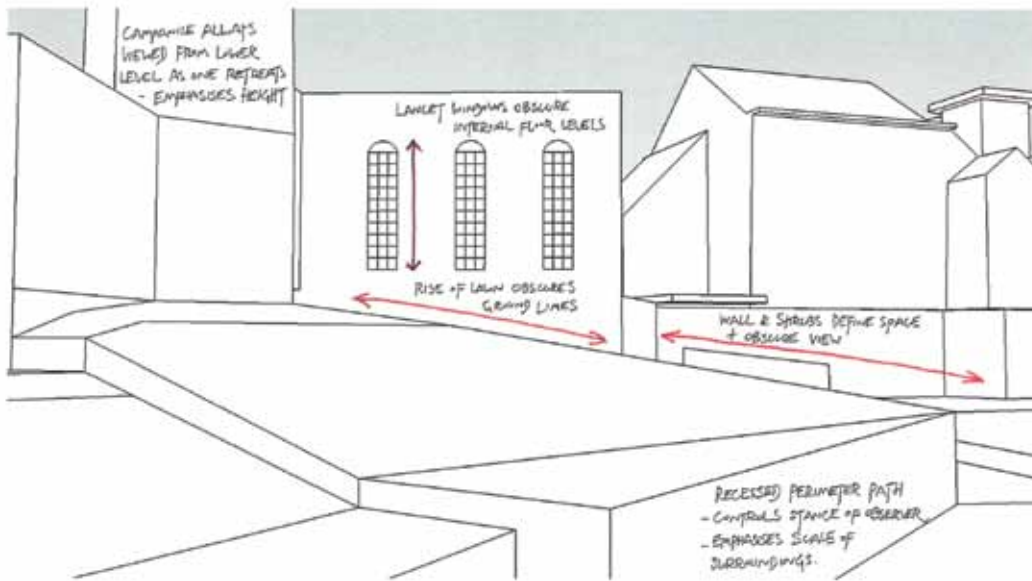 CAMPANILE ALWAYS
VIEWED FROM LOWER
LEVEL AS ONE RETREATS
- EMPHASISES HEIGHT
LANCET WINDOWS OBSCURE
INTERNAL FLOOR LEVELS
RISE OF LAWN OBSCURES
GROUND LINES
WALL & SHRUBS DEFINE SPACE
+ OBSCURE VIEW
RECESSED PERIMETER PATH
- CONTROLS STANCE OF OBSERVER
- EMPHASISES SCALE OF
SURROUNDINGS.